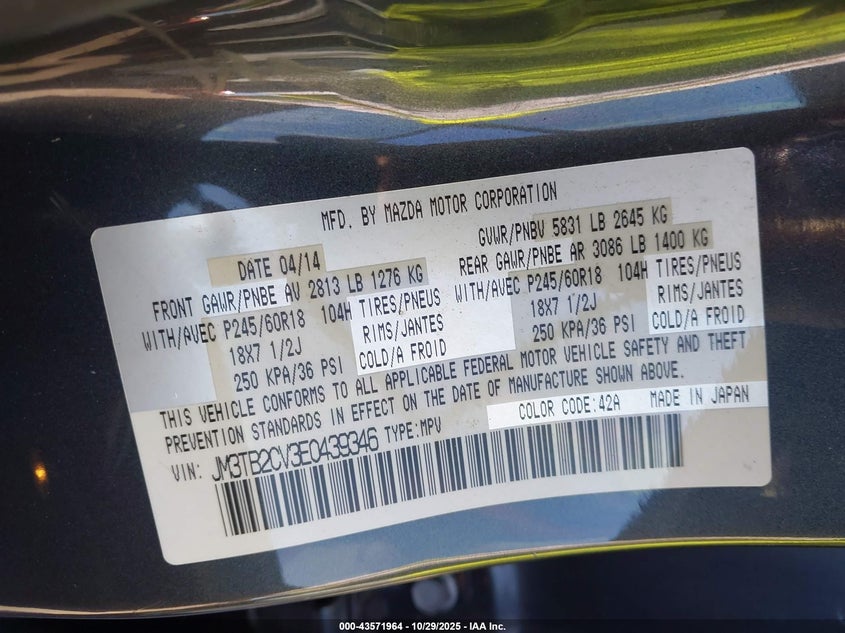 MFD. BY MAZDA MOTOR CORPORATION
DATE 04/14
GVWR/PNBV 5831 LB 2645 KG
FRONT GAWR/PNBE AV 2813 LB 1276 KG
REAR GAWR/PNBE AR 3086 LB 1400 KG
WITH/AVEC P245/60R18 104H TIRES/PNEUS
WITH/AVEC P245/60R18 104H TIRES/PNEUS
18X7 1/2J RIMS/JANTES
18X7 1/2J RIMS/JANTES
250 KPA/36 PSI COLD/A FROID
250 KPA/36 PSI COLD/A FROID
THIS VEHICLE CONFORMS TO ALL APPLICABLE FEDERAL MOTOR VEHICLE SAFETY AND THEFT
PREVENTION STANDARDS IN EFFECT ON THE DATE OF MANUFACTURE SHOWN ABOVE.
COLOR CODE:42A MADE IN JAPAN
VIN: JM3TB2CV3E0439346 TYPE:MPV
000-43571964 - 10/29/2025 - IAA Inc.